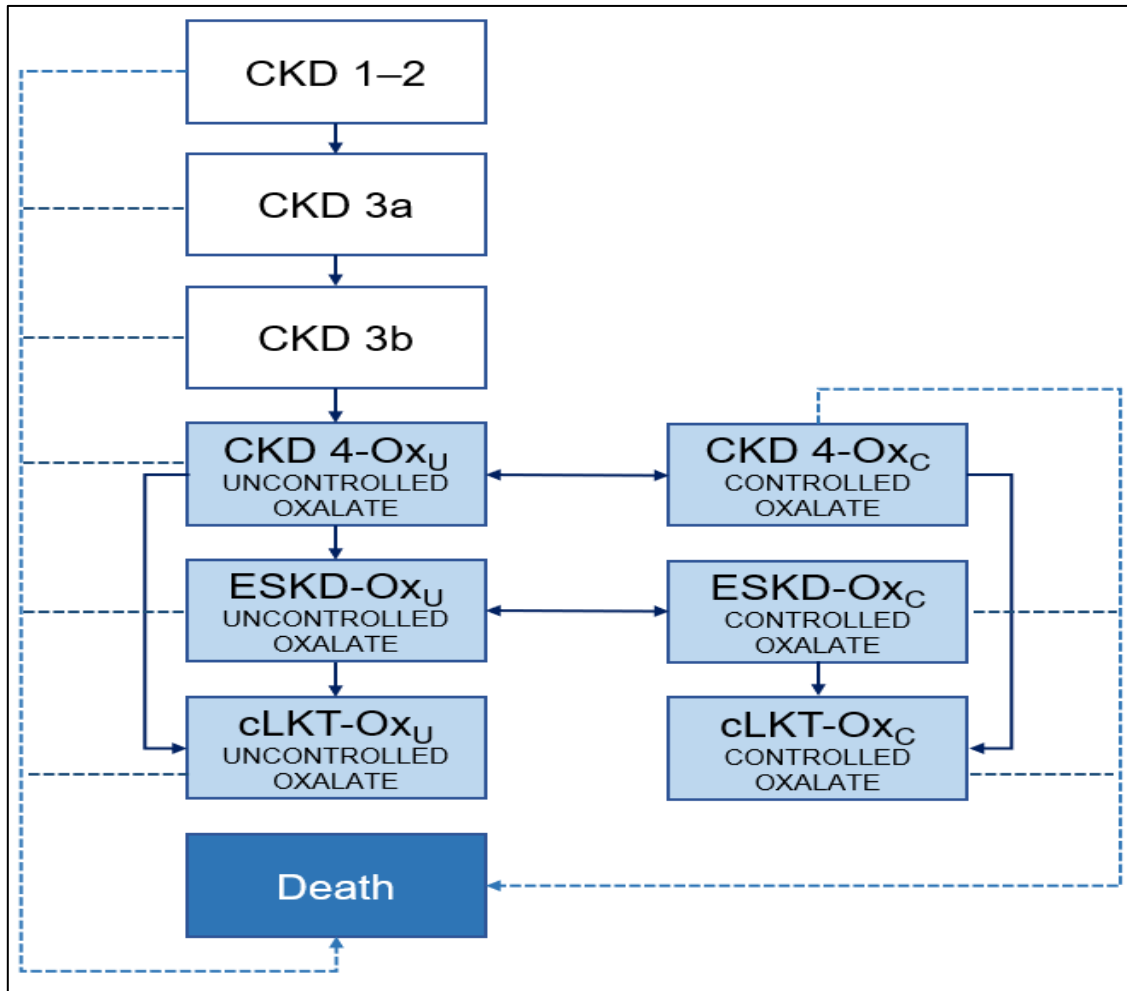 CKD 1–2
CKD 3a
CKD 3b
CKD 4-OxU
UNCONTROLLED
OXALATE
CKD 4-OxC
CONTROLLED
OXALATE
ESKD-OxU
UNCONTROLLED
OXALATE
ESKD-OxC
CONTROLLED
OXALATE
cLKT-OxU
UNCONTROLLED
OXALATE
cLKT-OxC
CONTROLLED
OXALATE
Death